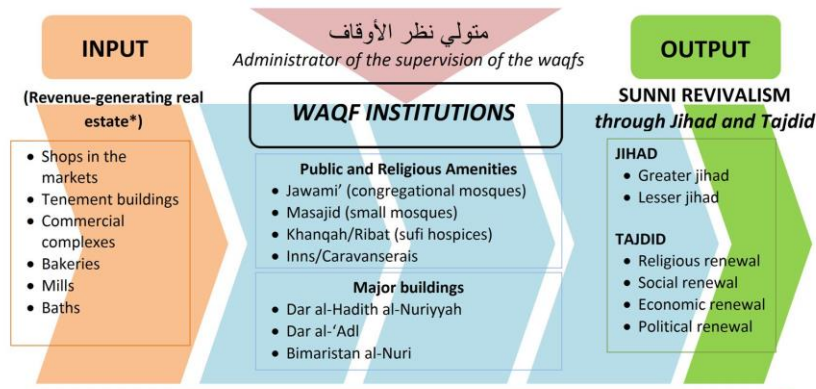 INPUT
(Revenue-generating real
estate*)
• Shops in the
markets
• Tenement buildings
• Commercial
complexes
• Bakeries
• Mills
• Baths
متولي نظر الأوقاف
Administrator of the supervision of the waqfs
WAQF INSTITUTIONS
Public and Religious Amenities
• Jawami’ (congregational mosques)
• Masajid (small mosques)
• Khanqah/Ribat (sufi hospices)
• Inns/Caravanserais
Major buildings
• Dar al-Hadith al-Nuriyyah
• Dar al-‘Adl
• Bimaristan al-Nuri
OUTPUT
SUNNI REVIVALISM
through Jihad and Tajdid
JIHAD
• Greater jihad
• Lesser jihad
TAJDID
• Religious renewal
• Social renewal
• Economic renewal
• Political renewal